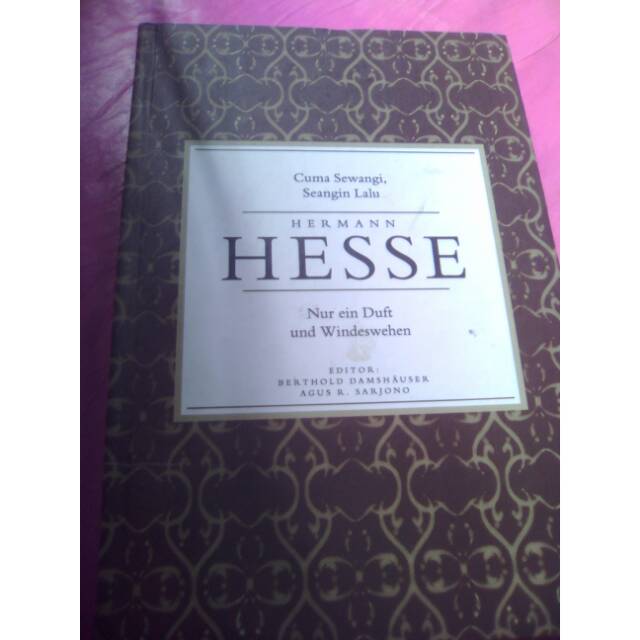 Cuma Sewangi,
Seangin Lalu
HERMANN
HESSE
Nur ein Duft
und Windeswehen
EDITOR:
BERTHOLD DAMSHÄUSER
AGUS R. SARJONO